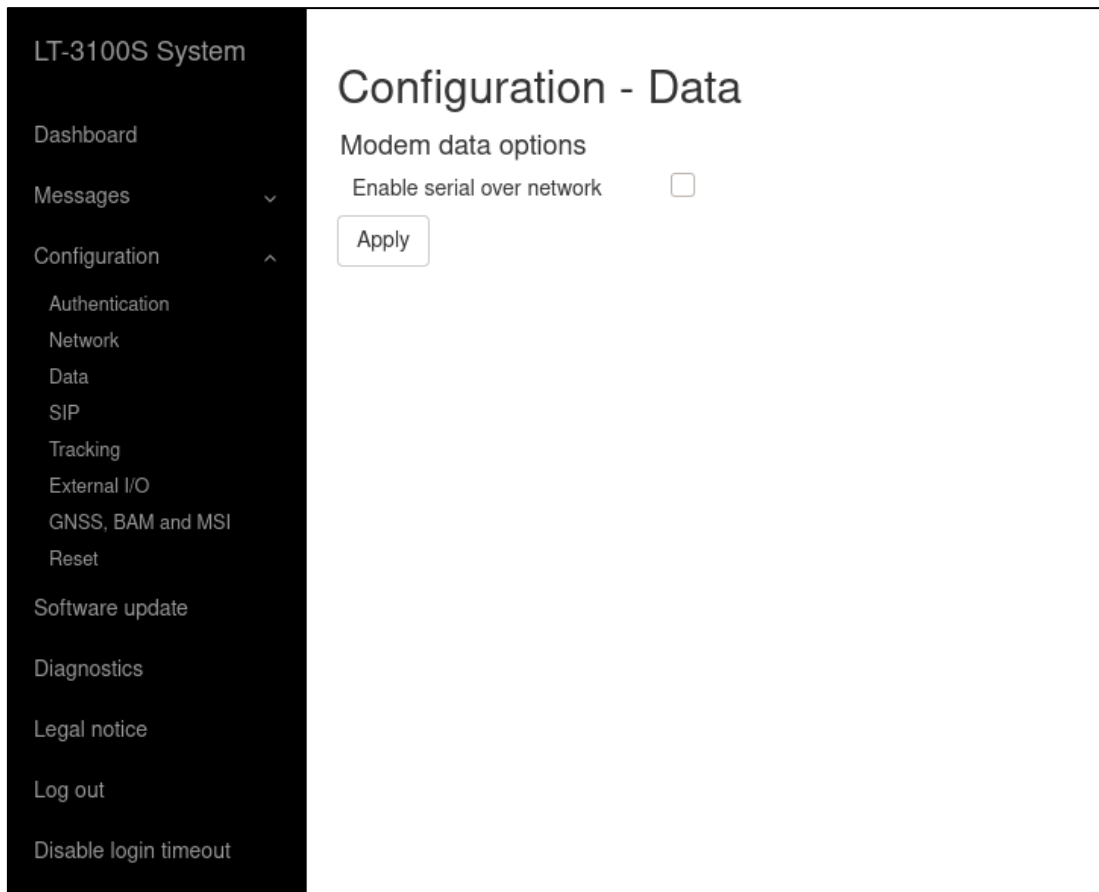 LT-3100S System
Dashboard
Messages
Configuration
Authentication
Network
Data
SIP
Tracking
External I/O
GNSS, BAM and MSI
Reset
Software update
Diagnostics
Legal notice
Log out
Disable login timeout
Configuration - Data
Modem data options
Enable serial over network
Apply